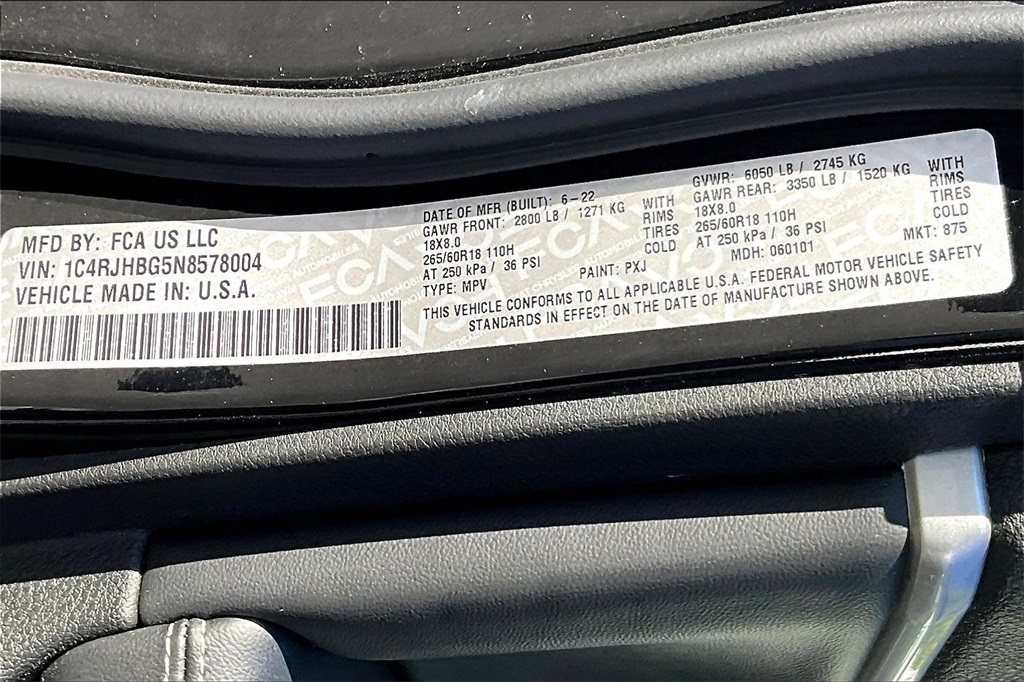 MFD BY: FCA US LLC
VIN: 1C4RJHBG5N8578004
VEHICLE MADE IN: U.S.A.
DATE OF MFR (BUILT): 6-22
GAWR FRONT: 2800 LB / 1271 KG WITH
18X8.0 RIMS
265/60R18 110H TIRES
AT 250 kPa / 36 PSI COLD
TYPE: MPV PAINT: PXJ
GVWR: 6050 LB / 2745 KG
GAWR REAR: 3350 LB / 1520 KG WITH
18X8.0 RIMS
265/60R18 110H TIRES
AT 250 kPa / 36 PSI COLD
MDH: 060101 MKT: 875
THIS VEHICLE CONFORMS TO ALL APPLICABLE U.S.A. FEDERAL MOTOR VEHICLE SAFETY
STANDARDS IN EFFECT ON THE DATE OF MANUFACTURE SHOWN ABOVE.